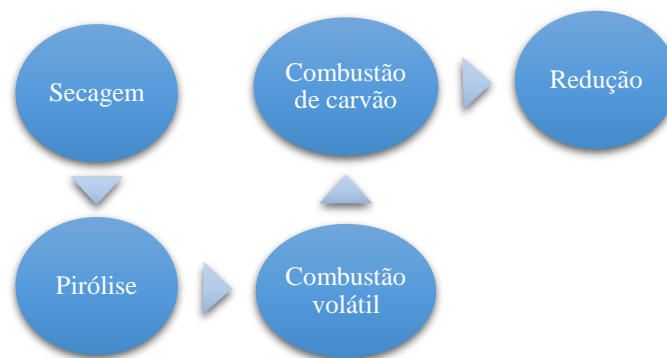 Secagem
Pirólise
Combustão
volátil
Combustão
de carvão
Redução